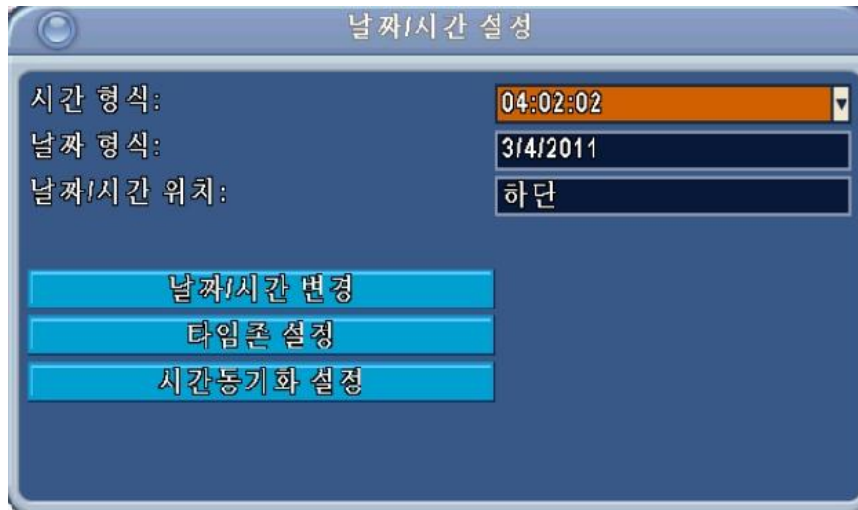 날짜/시간 설정
시간 형식: 04:02:02
날짜 형식: 3/4/2011
날짜/시간 위치: 하단
날짜/시간 변경
타임존 설정
시간동기화 설정